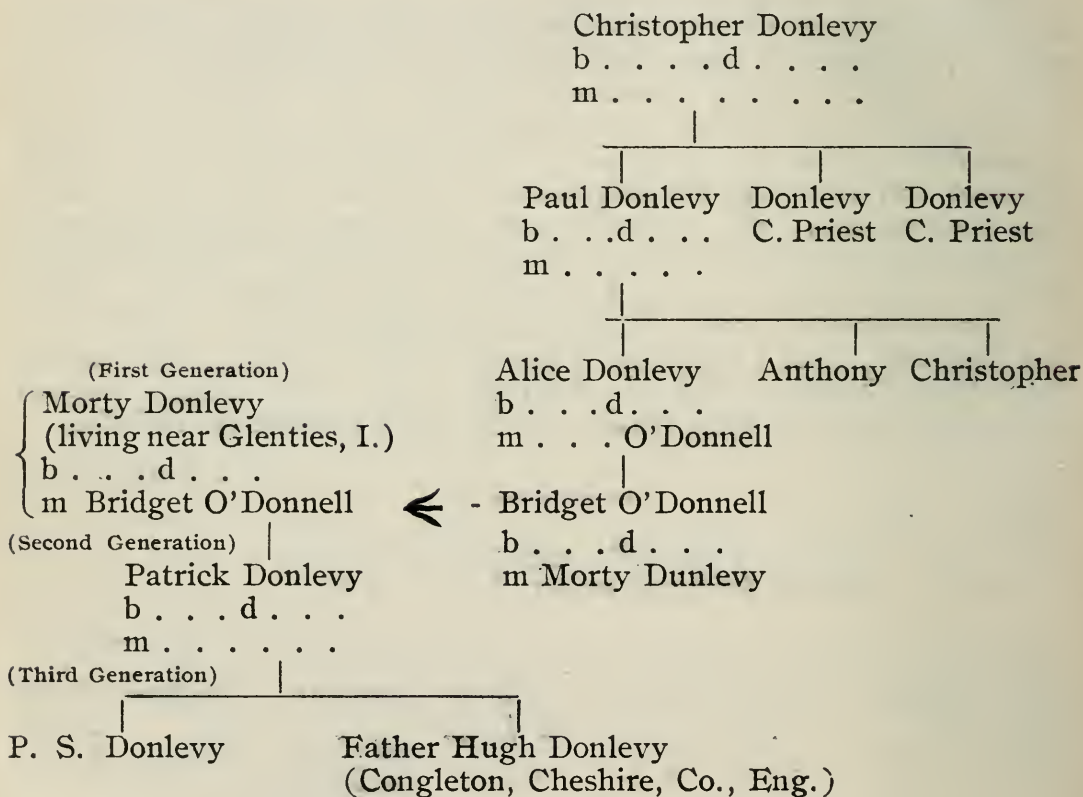 Christopher Donlevy
b . . . . d . . . .
m . . . . . . . .
Paul Donlevy Donlevy Donlevy
b . . .d . . . C. Priest C. Priest
m . . . . .
Alice Donlevy Anthony Christopher
b . . .d. . .
m . . . O'Donnell
Bridget O'Donnell
b . . . d . . .
m Morty Dunlevy
(First Generation)
Morty Donlevy
(living near Glenties, I.)
b . . . d . . .
m Bridget O'Donnell
(Second Generation)
Patrick Donlevy
b . . . d . . .
m . . . . . .
(Third Generation)
P. S. Donlevy Father Hugh Donlevy
(Congleton, Cheshire, Co., Eng.)